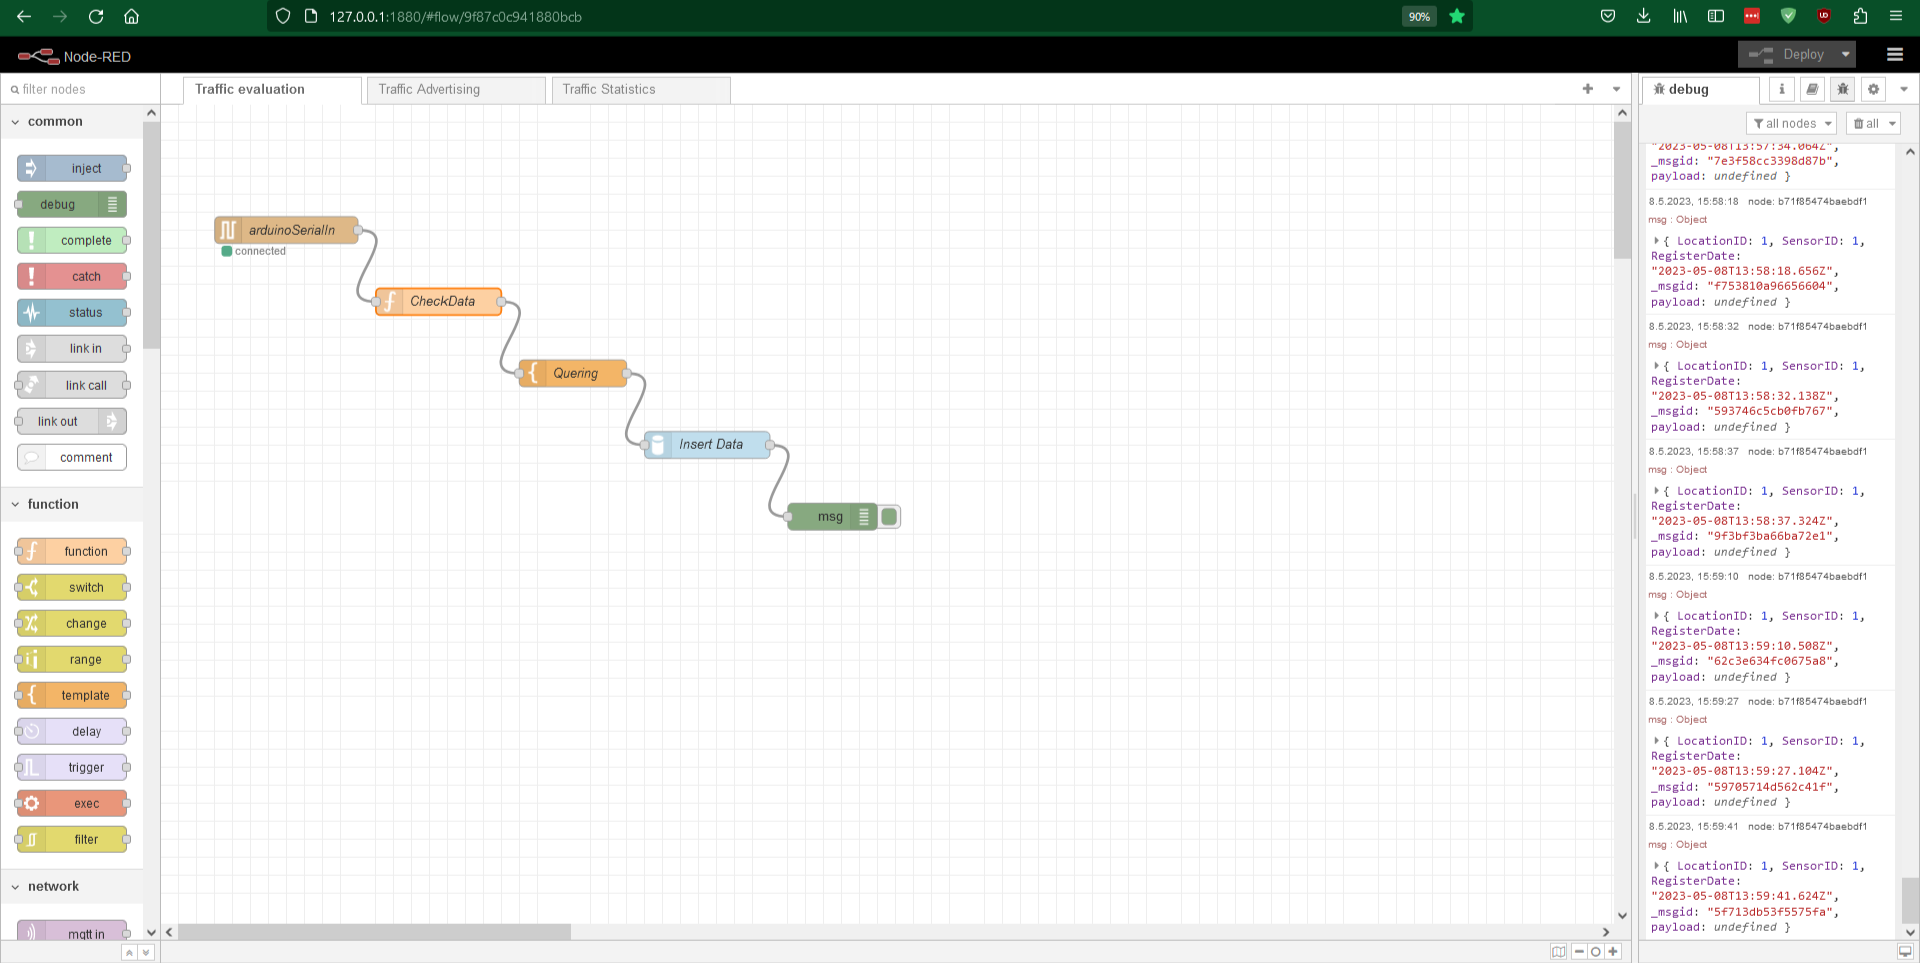 127.0.0.1:1880/#flow/9f87c0c941880bcb
90%
Node-RED
Deploy
filter nodes
Traffic evaluation
Traffic Advertising
Traffic Statistics
debug
i
all nodes
all
common
inject
debug
complete
catch
status
link in
link call
link out
comment
function
function
switch
change
range
template
delay
trigger
exec
filter
network
mqtt in
arduinoSerialIn
connected
CheckData
Quering
Insert Data
msg
"2023-05-08T13:57:34.064Z",
_msgid: "7e3f58cc3398d87b",
payload: undefined }
8.5.2023, 15:58:18 node: b71f85474baebdf1
msg : Object
{ LocationID: 1, SensorID: 1,
RegisterDate:
"2023-05-08T13:58:18.656Z",
_msgid: "f753810a96656604",
payload: undefined }
8.5.2023, 15:58:32 node: b71f85474baebdf1
msg : Object
{ LocationID: 1, SensorID: 1,
RegisterDate:
"2023-05-08T13:58:32.138Z",
_msgid: "593746c5cb0fb767",
payload: undefined }
8.5.2023, 15:58:37 node: b71f85474baebdf1
msg : Object
{ LocationID: 1, SensorID: 1,
RegisterDate:
"2023-05-08T13:58:37.324Z",
_msgid: "9f3bf3ba66ba72e1",
payload: undefined }
8.5.2023, 15:59:10 node: b71f85474baebdf1
msg : Object
{ LocationID: 1, SensorID: 1,
RegisterDate:
"2023-05-08T13:59:10.508Z",
_msgid: "62c3e634fc0675a8",
payload: undefined }
8.5.2023, 15:59:27 node: b71f85474baebdf1
msg : Object
{ LocationID: 1, SensorID: 1,
RegisterDate:
"2023-05-08T13:59:27.104Z",
_msgid: "59705714d562c41f",
payload: undefined }
8.5.2023, 15:59:41 node: b71f85474baebdf1
msg : Object
{ LocationID: 1, SensorID: 1,
RegisterDate:
"2023-05-08T13:59:41.624Z",
_msgid: "5f713db53f5575fa",
payload: undefined }